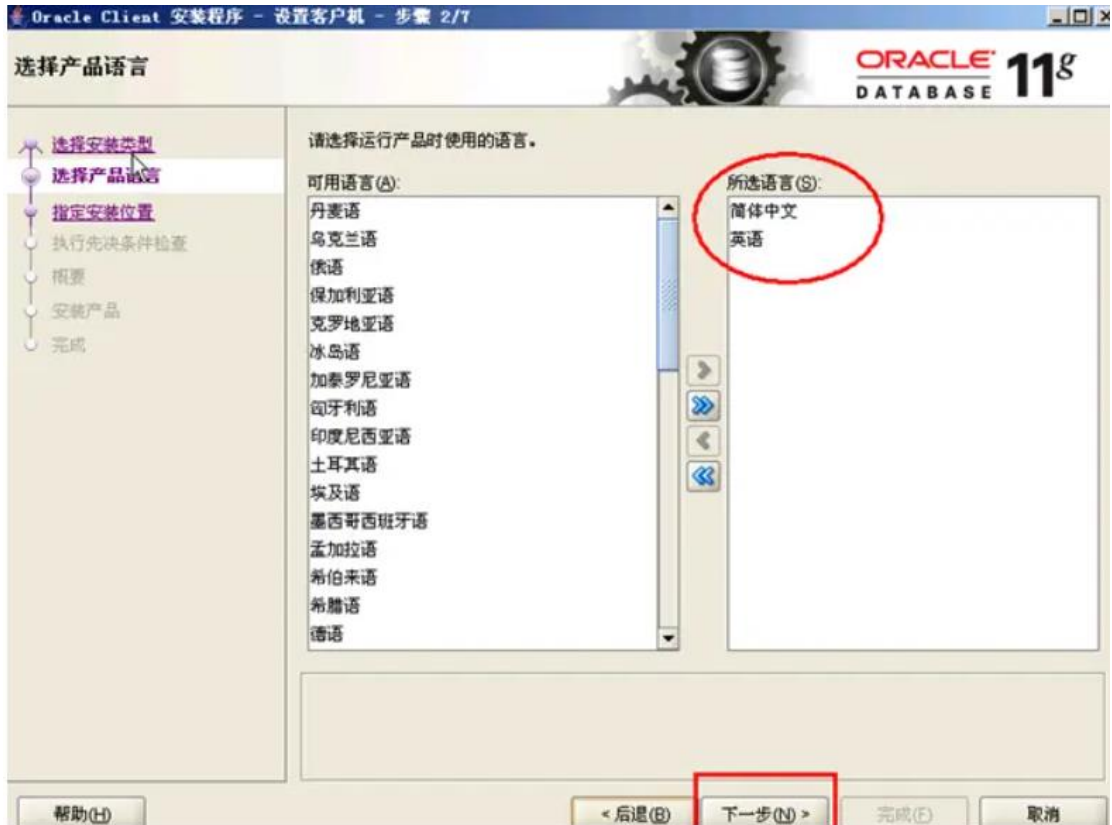 Oracle Client 安装程序 - 设置客户机 - 步骤 2/7
选择产品语言
ORACLE 11g
DATABASE
选择安装类型
选择产品语言
指定安装位置
执行先决条件检查
概要
安装产品
完成
请选择运行产品时使用的语言。
可用语言(A):
丹麦语
乌克兰语
俄语
保加利亚语
克罗地亚语
冰岛语
加泰罗尼亚语
匈牙利语
印度尼西亚语
土耳其语
埃及语
墨西哥西班牙语
孟加拉语
希伯来语
希腊语
德语
所选语言(S):
简体中文
英语
帮助(H)
< 后退(B)
下一步(N) >
完成(F)
取消